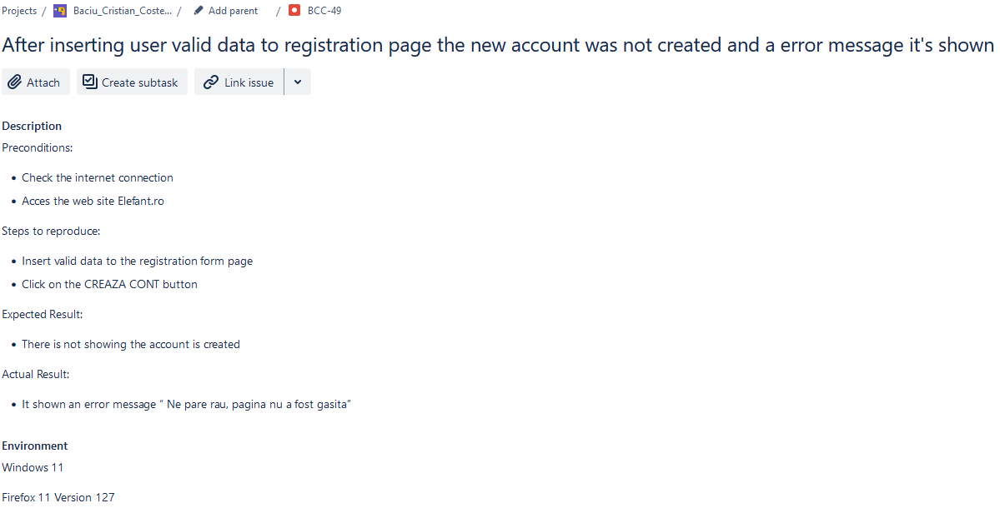 Projects / Baciu_Cristian_Coste... / Add parent / BCC-49
After inserting user valid data to registration page the new account was not created and a error message it's shown
Attach Create subtask Link issue
Description
Preconditions:
• Check the internet connection
• Acces the web site Elefant.ro
Steps to reproduce:
• Insert valid data to the registration form page
• Click on the CREAZA CONT button
Expected Result:
• There is not showing the account is created
Actual Result:
• It shown an error message “ Ne pare rau, pagina nu a fost gasita”
Environment
Windows 11
Firefox 11 Version 127